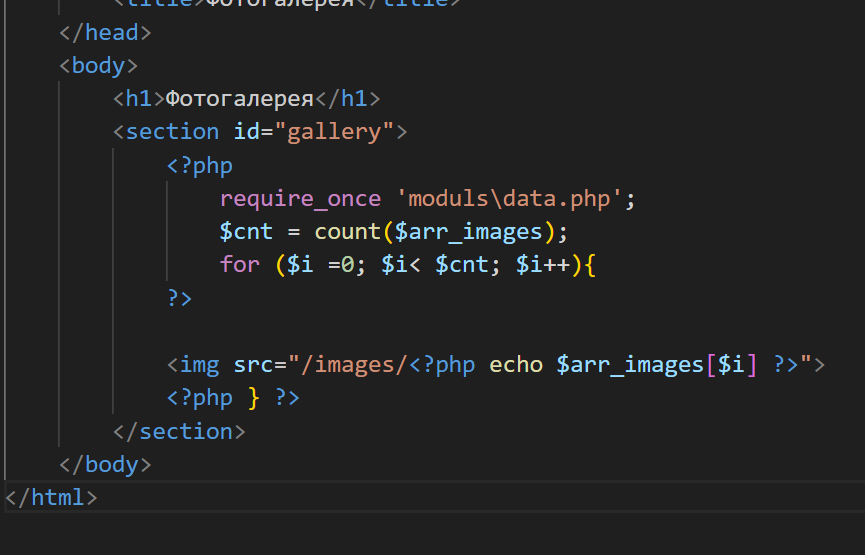 <title>Фотогалерея</title>
</head>
<body>
<h1>Фотогалерея</h1>
<section id="gallery">
<?php
require_once 'moduls\data.php';
$cnt = count($arr_images);
for ($i =0; $i< $cnt; $i++){
?>
<img src="/images/<?php echo $arr_images[$i] ?>">
<?php } ?>
</section>
</body>
</html>